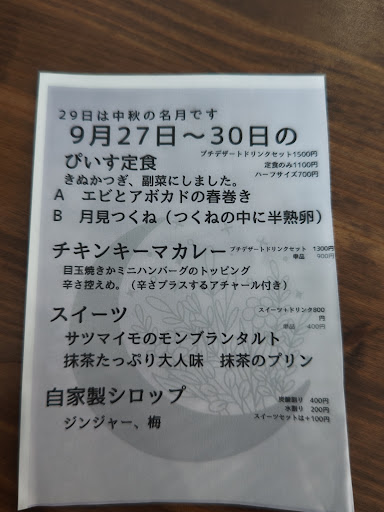 29日は中秋の名月です
9月27日～30日の
ぴいす定食 プチデザートドリンクセット1500円
定食のみ1100円
きぬかつぎ、副菜にしました。 ハーフサイズ700円
A エビとアボカドの春巻き
B 月見つくね（つくねの中に半熟卵）
チキンキーマカレー プチデザートドリンクセット 1300円
単品 900円
目玉焼きかミニハンバーグのトッピング
辛さ控えめ。（辛さプラスするアチャール付き）
スイーツ スイーツトドリンク800円
単品 400円
サツマイモのモンブランタルト
抹茶たっぷり大人味 抹茶のプリン
自家製シロップ 炭酸割り 400円
水割り 200円
ジンジャー、梅 スイーツセットは+100円